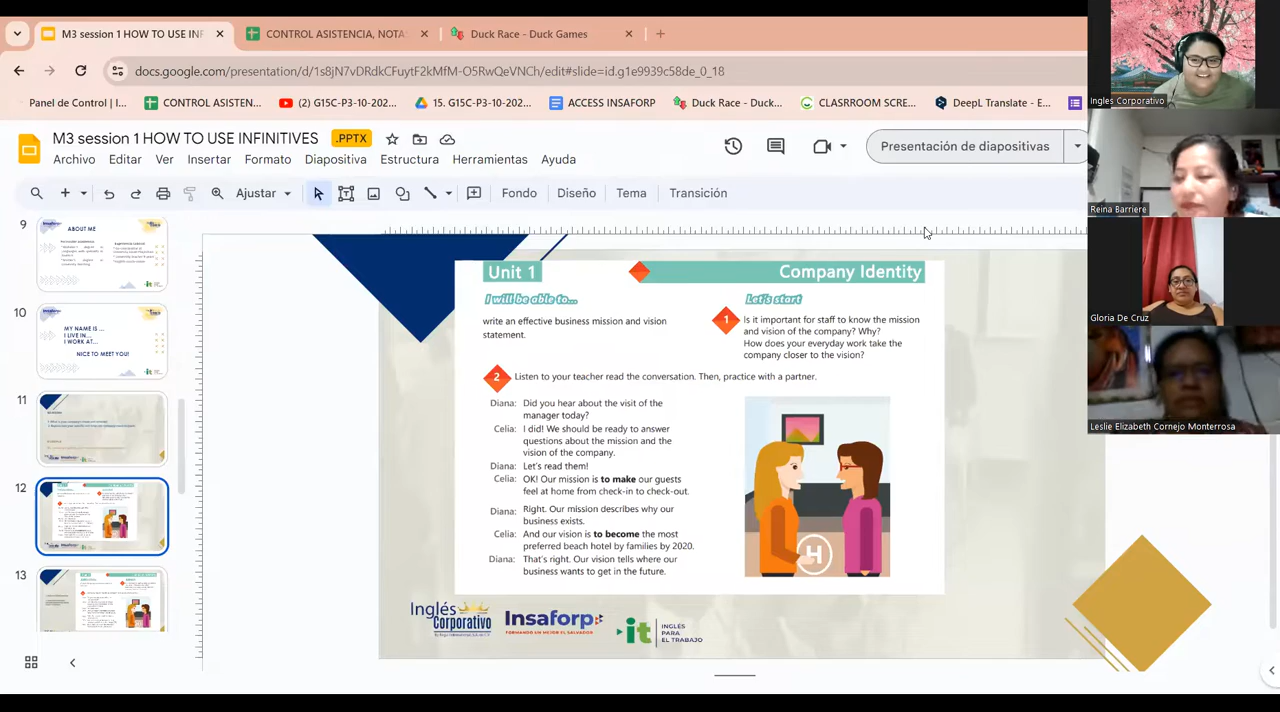 M3 session 1 HOW TO USE INF
CONTROL ASISTENCIA, NOTAS
Duck Race - Duck Games
docs.google.com/presentation/d/1s8jN7vDRdkCFuytF2kMfM-O5RwQeVNCh/edit#slide=id.g1e9939c58de_0_18
Panel de Control | I...
CONTROL ASISTEN...
(2) G15C-P3-10-20...
15. G15C-P3-10-202...
ACCESS INSAFORP
Duck Race - Duck...
CLASRROOM SCRE...
DeepL Translate - E...
M3 session 1 HOW TO USE INFINITIVES
.PPTX
Archivo Editar Ver Insertar Formato Diapositiva Estructura Herramientas Ayuda
Presentación de diapositivas
Ajustar
Fondo Diseño Tema Transición
9
ABOUT ME
10
MY NAME IS ...
I LIVE IN...
I WORK AT...
NICE TO MEET YOU!
11
12
13
Unit 1
Company Identity
I will be able to...
write an effective business mission and vision
statement.
Let's start
1
Is it important for staff to know the mission
and vision of the company? Why?
How does your everyday work take the
company closer to the vision?
2
Listen to your teacher read the conversation. Then, practice with a partner.
Diana: Did you hear about the visit of the
manager today?
Celia: I did! We should be ready to answer
questions about the mission and the
vision of the company.
Diana: Let's read them!
Celia: OK! Our mission is to make our guests
feel at home from check-in to check-out.
Diana: Right. Our mission describes why our
business exists.
Celia: And our vision is to become the most
preferred beach hotel by families by 2020.
Diana: That's right. Our vision tells where our
business wants to get in the future.
H
Inglés
Corporativo
Insaforp
FORMANDO UN MEJOR EL SALVADOR
it
INGLÉS
PARA
EL TRABAJO
Ingles Corporativo
Reina Barriere
Gloria De Cruz
Leslie Elizabeth Cornejo Monterrosa